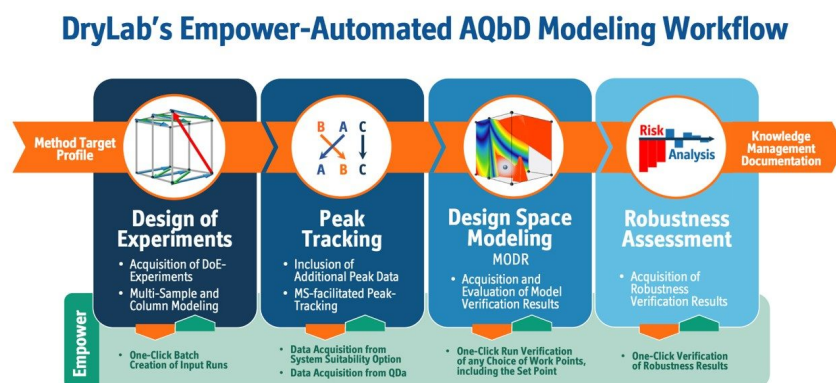 DryLab’s Empower-Automated AQbD Modeling Workflow
Method Target
Profile
B A C
A B C
Risk
Analysis
Knowledge
Management
Documentation
Design of
Experiments
• Acquisition of DoE-
Experiments
• Multi-Sample and
Column Modeling
Peak
Tracking
• Inclusion of
Additional Peak Data
• MS-facilitated Peak-
Tracking
Design Space
Modeling
MODR
• Acquisition and
Evaluation of Model
Verification Results
Robustness
Assessment
• Acquisition of
Robustness
Verification Results
Empower
• One-Click Batch
Creation of Input Runs
• Data Acquisition from
System Suitability Option
• Data Acquisition from QDa
• One-Click Run Verification
of any Choice of Work Points,
including the Set Point
• One-Click Verification
of Robustness Results